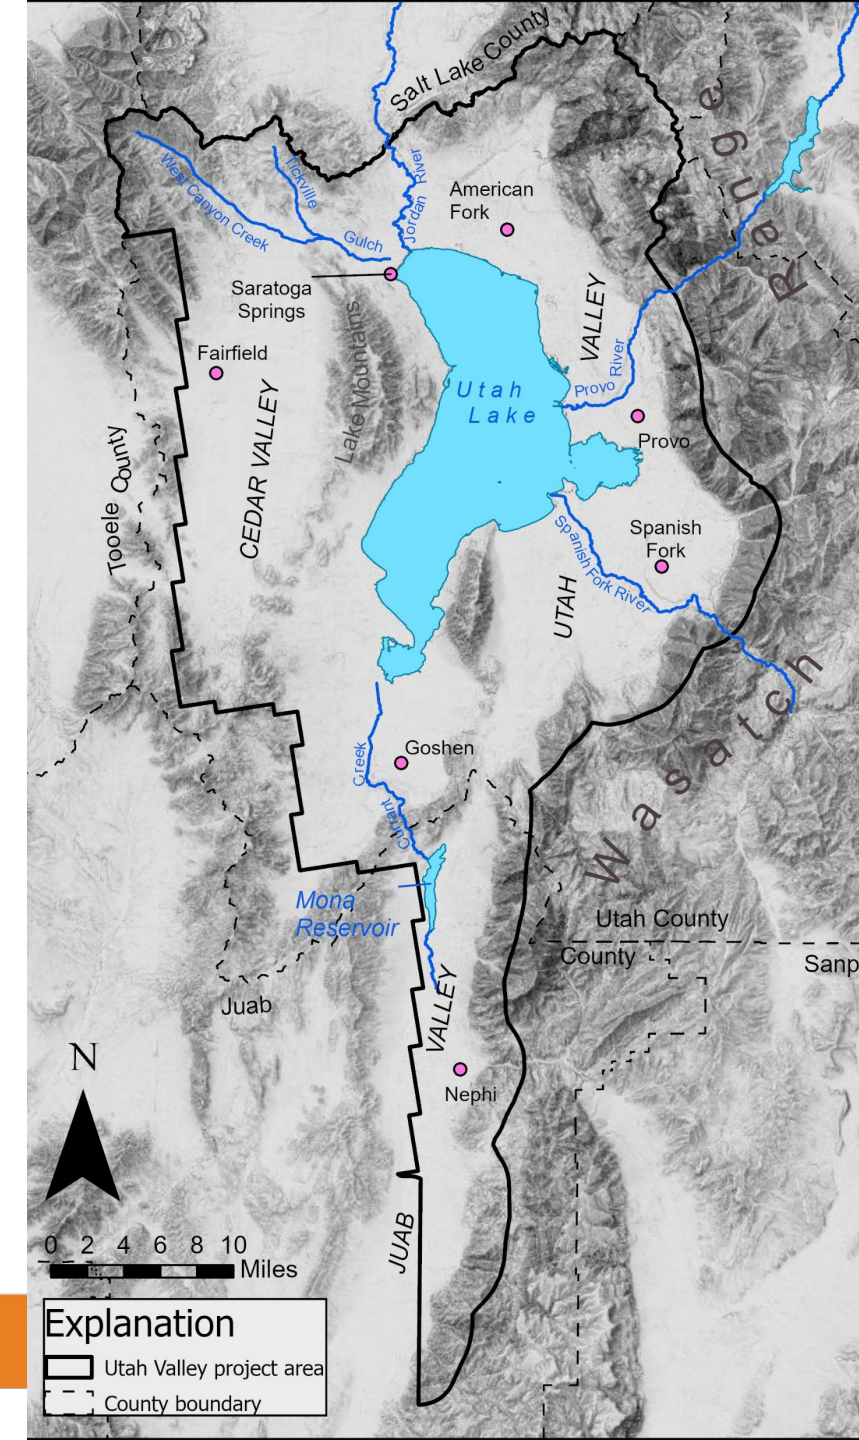 Salt Lake County
Range
West Canyon Creek
Tickville
Gulch
Jordan River
American
Fork
Saratoga
Springs
Fairfield
Lake Mountains
VALLEY
Provo River
Utah
Lake
Provo
Tooele County
CEDAR VALLEY
Spanish
Fork
Spanish Fork River
UTAH
Wasatch
Goshen
Creek
Currant
Mona
Reservoir
Utah County
County
Sanp
Juab
VALLEY
N
Nephi
JUAB
0 2 4 6 8 10
Miles
Explanation
Utah Valley project area
County boundary